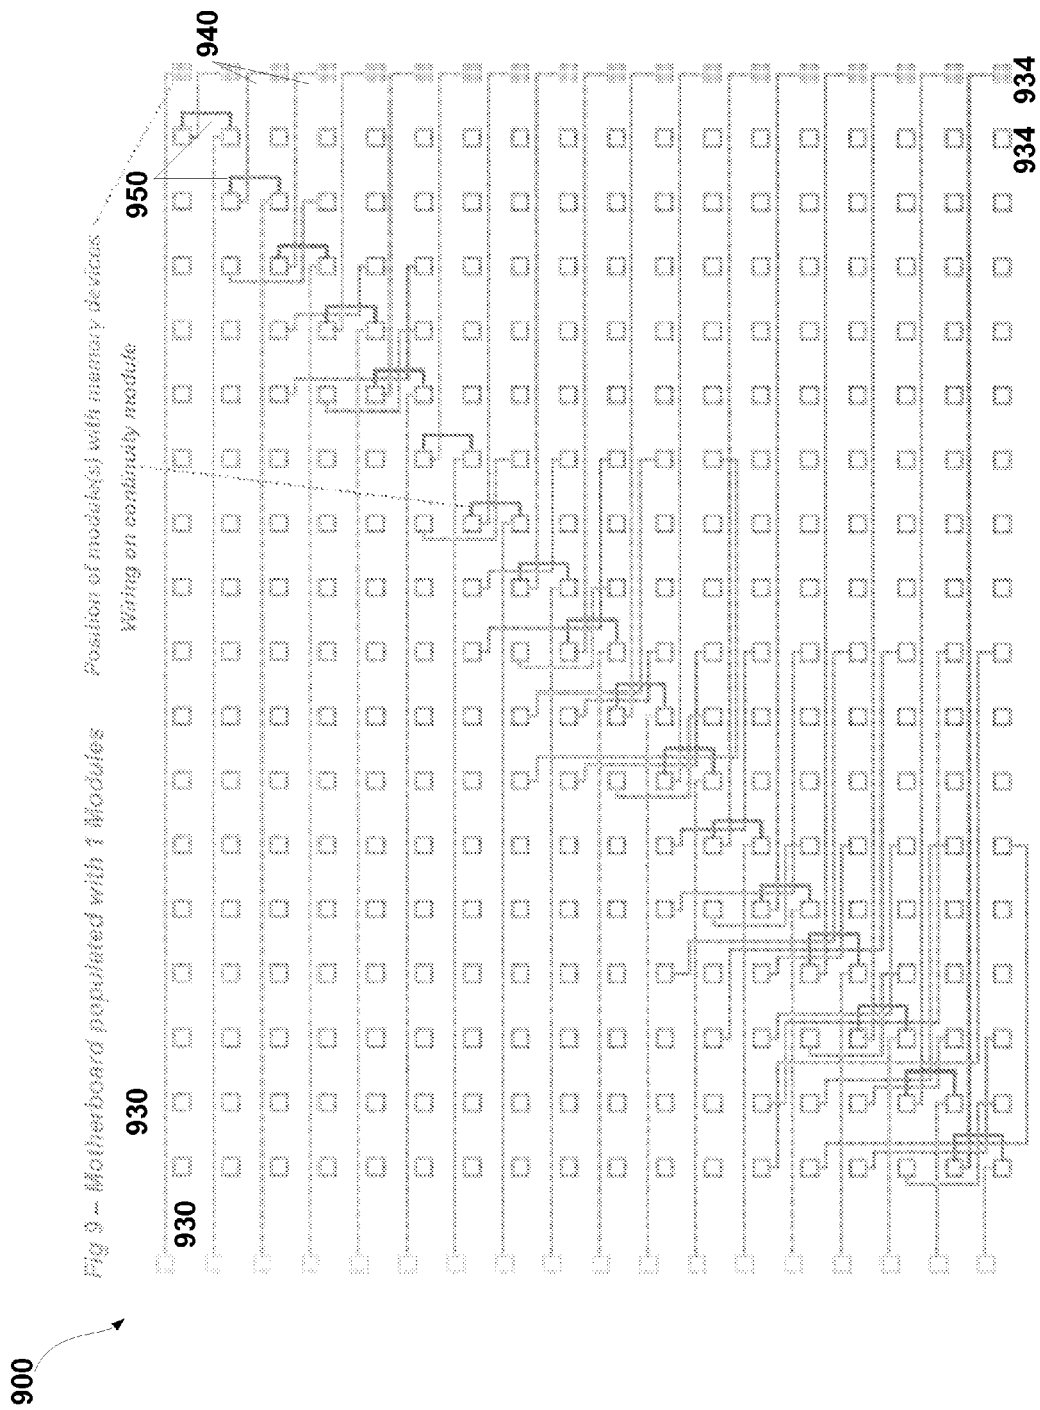 900
Fig 9 – Motherboard populated with 1 Modules
Position of module(s) with memory devices
Wiring on continuity module
930
930
950
940
934
934